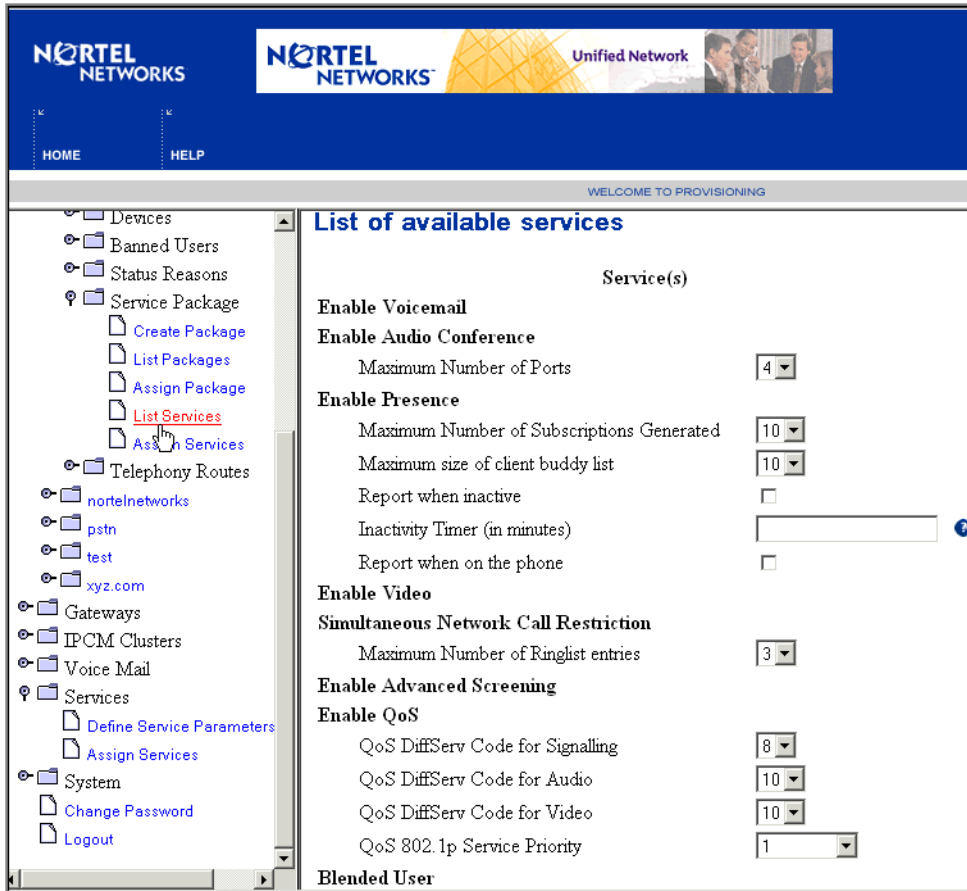 NORTEL
NETWORKS
NORTEL
NETWORKS
Unified Network
HOME
HELP
WELCOME TO PROVISIONING
Devices
Banned Users
Status Reasons
Service Package
Create Package
List Packages
Assign Package
List Services
Assign Services
Telephony Routes
nortelnetworks
pstn
test
xyz.com
Gateways
IPCM Clusters
Voice Mail
Services
Define Service Parameters
Assign Services
System
Change Password
Logout
List of available services
Service(s)
Enable Voicemail
Enable Audio Conference
Maximum Number of Ports 4
Enable Presence
Maximum Number of Subscriptions Generated 10
Maximum size of client buddy list 10
Report when inactive
Inactivity Timer (in minutes) ?
Report when on the phone
Enable Video
Simultaneous Network Call Restriction
Maximum Number of Ringlist entries 3
Enable Advanced Screening
Enable QoS
QoS DiffServ Code for Signalling 8
QoS DiffServ Code for Audio 10
QoS DiffServ Code for Video 10
QoS 802.1p Service Priority 1
Blended User